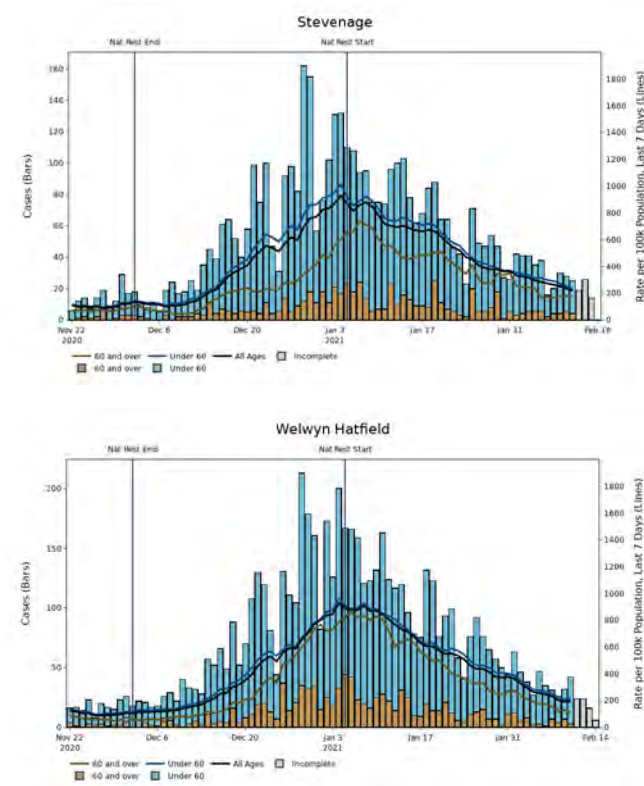 Stevenage
Nat Rest End
Nat Rest Start
160
140
120
100
80
60
40
20
0
Cases (Bars)
1800
1600
1400
1200
1000
800
600
400
200
0
Rate per 100k Population, Last 7 Days (Lines)
Nov 22
2020
Dec 6
Dec 20
Jan 3
2021
Jan 17
Jan 31
60 and over
Under 60
All Ages
Incomplete
60 and over
Under 60
Welwyn Hatfield
Nat Rest End
Nat Rest Start
200
150
100
50
0
Cases (Bars)
1800
1600
1400
1200
1000
800
600
400
200
0
Rate per 100k Population, Last 7 Days (Lines)
Nov 22
2020
Dec 6
Dec 20
Jan 3
2021
Jan 17
Jan 31
Feb 14
60 and over
Under 60
All Ages
Incomplete
60 and over
Under 60